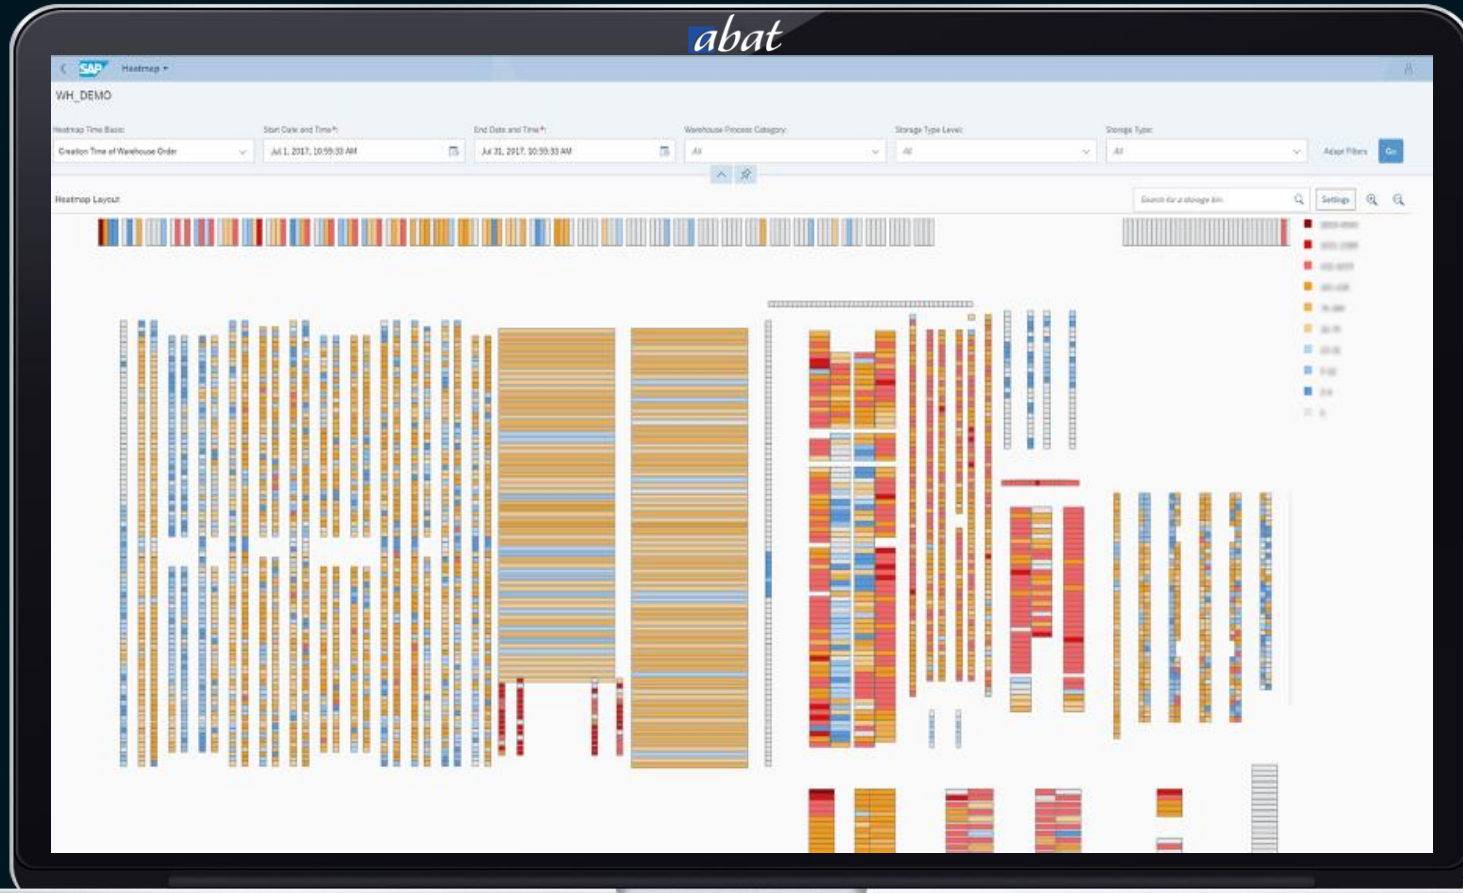 abat
SAP Heatmap
WH_DEMO
Heatmap Time Basis: Start Date and Time*: End Date and Time*: Warehouse Process Category: Storage Type Level: Storage Type:
Creation Time of Warehouse Order Jul 1, 2017, 10:59:33 AM Jul 31, 2017, 10:59:33 AM All All All Adapt Filters Go
Heatmap Layout Search for a storage bin Settings